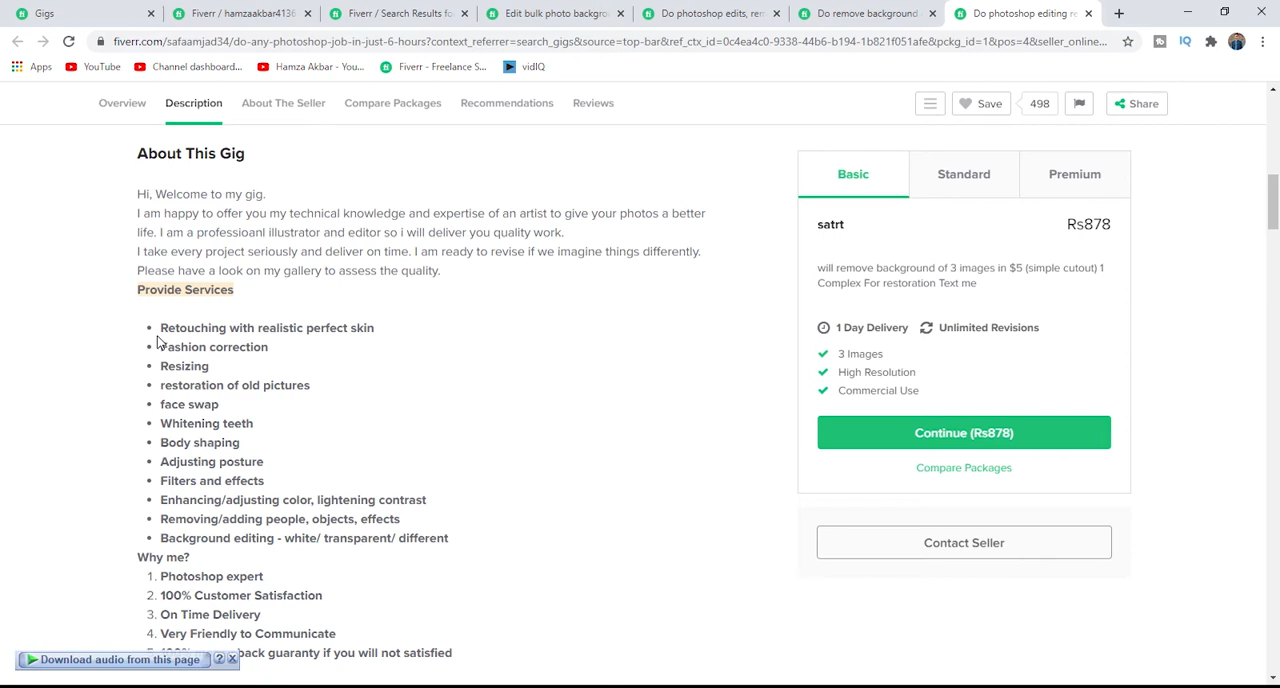 Gigs
Fiverr / hamzaakbar4136
Fiverr / Search Results fo
Edit bulk photo backgrou
Do photoshop edits, rem
Do remove background
Do photoshop editing re
fiverr.com/safaamjad34/do-any-photoshop-job-in-just-6-hours?context_referrer=search_gigs&source=top-bar&ref_ctx_id=0c4ea4c0-9338-44b6-b194-1b821f051afe&pckg_id=1&pos=4&seller_online...
Apps
YouTube
Channel dashboard...
Hamza Akbar - You...
Fiverr - Freelance S...
vidIQ
Overview
Description
About The Seller
Compare Packages
Recommendations
Reviews
Save
498
Share
About This Gig
Hi, Welcome to my gig.
I am happy to offer you my technical knowledge and expertise of an artist to give your photos a better
life. I am a professioanl illustrator and editor so i will deliver you quality work.
I take every project seriously and deliver on time. I am ready to revise if we imagine things differently.
Please have a look on my gallery to assess the quality.
Provide Services
• Retouching with realistic perfect skin
• Fashion correction
• Resizing
• restoration of old pictures
• face swap
• Whitening teeth
• Body shaping
• Adjusting posture
• Filters and effects
• Enhancing/adjusting color, lightening contrast
• Removing/adding people, objects, effects
• Background editing - white/ transparent/ different
Why me?
1. Photoshop expert
2. 100% Customer Satisfaction
3. On Time Delivery
4. Very Friendly to Communicate
back guaranty if you will not satisfied
Download audio from this page
Basic
Standard
Premium
satrt
Rs878
will remove background of 3 images in $5 (simple cutout) 1
Complex For restoration Text me
1 Day Delivery
Unlimited Revisions
3 Images
High Resolution
Commercial Use
Continue (Rs878)
Compare Packages
Contact Seller